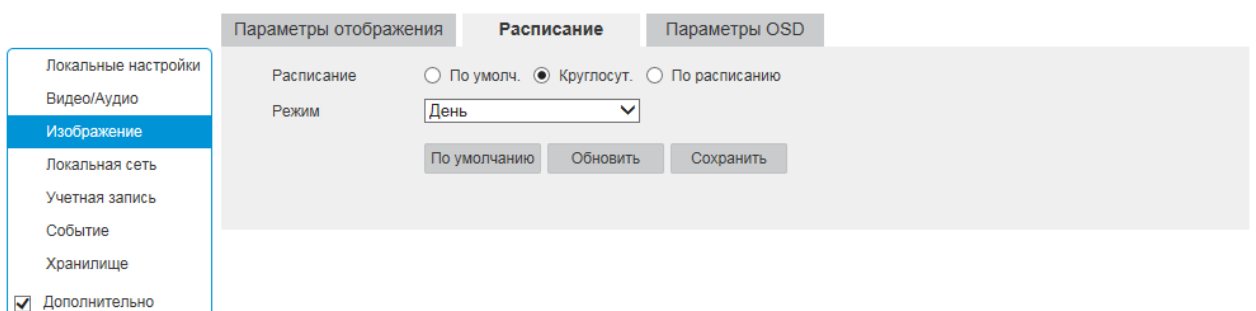 Параметры отображения Расписание Параметры OSD
Локальные настройки
Видео/Аудио
Изображение
Локальная сеть
Учетная запись
Событие
Хранилище
Дополнительно
Расписание По умолч. Круглосут. По расписанию
Режим День
По умолчанию Обновить Сохранить